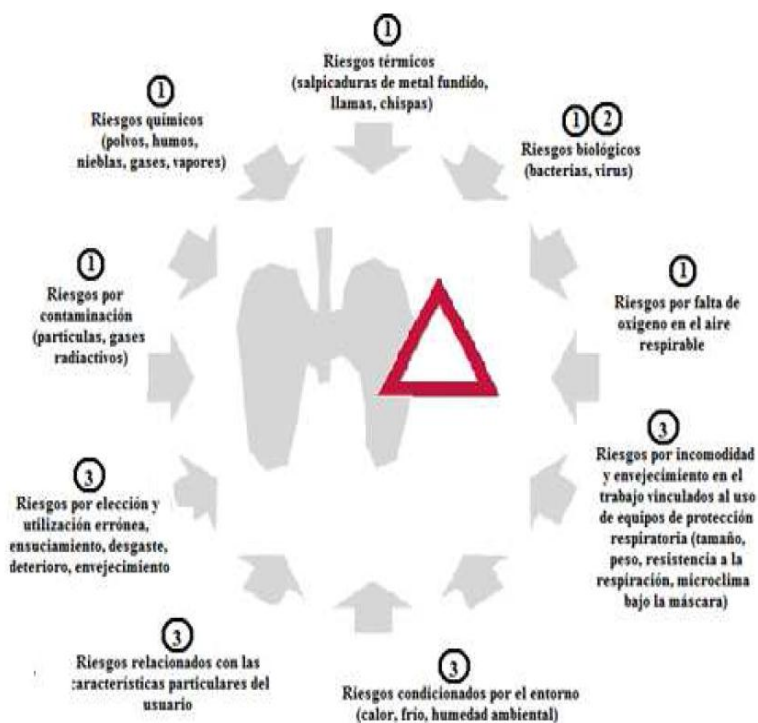 1
Riesgos térmicos
(salpicaduras de metal fundido,
llamas, chispas)
1
Riesgos químicos
(polvos, humos,
nieblas, gases, vapores)
1 2
Riesgos biológicos
(bacterias, virus)
1
Riesgos por
contaminación
(partículas, gases
radiactivos)
1
Riesgos por falta de
oxigeno en el aire
respirable
3
Riesgos por elección y
utilización errónea,
ensuciamiento, desgaste,
deterioro, envejecimiento
3
Riesgos por incomodidad
y envejecimiento en el
trabajo vinculados al uso
de equipos de protección
respiratoria (tamaño,
peso, resistencia a la
respiración, microclima
bajo la máscara)
3
Riesgos relacionados con las
características particulares del
usuario
3
Riesgos condicionados por el entorno
(calor, frío, humedad ambiental)